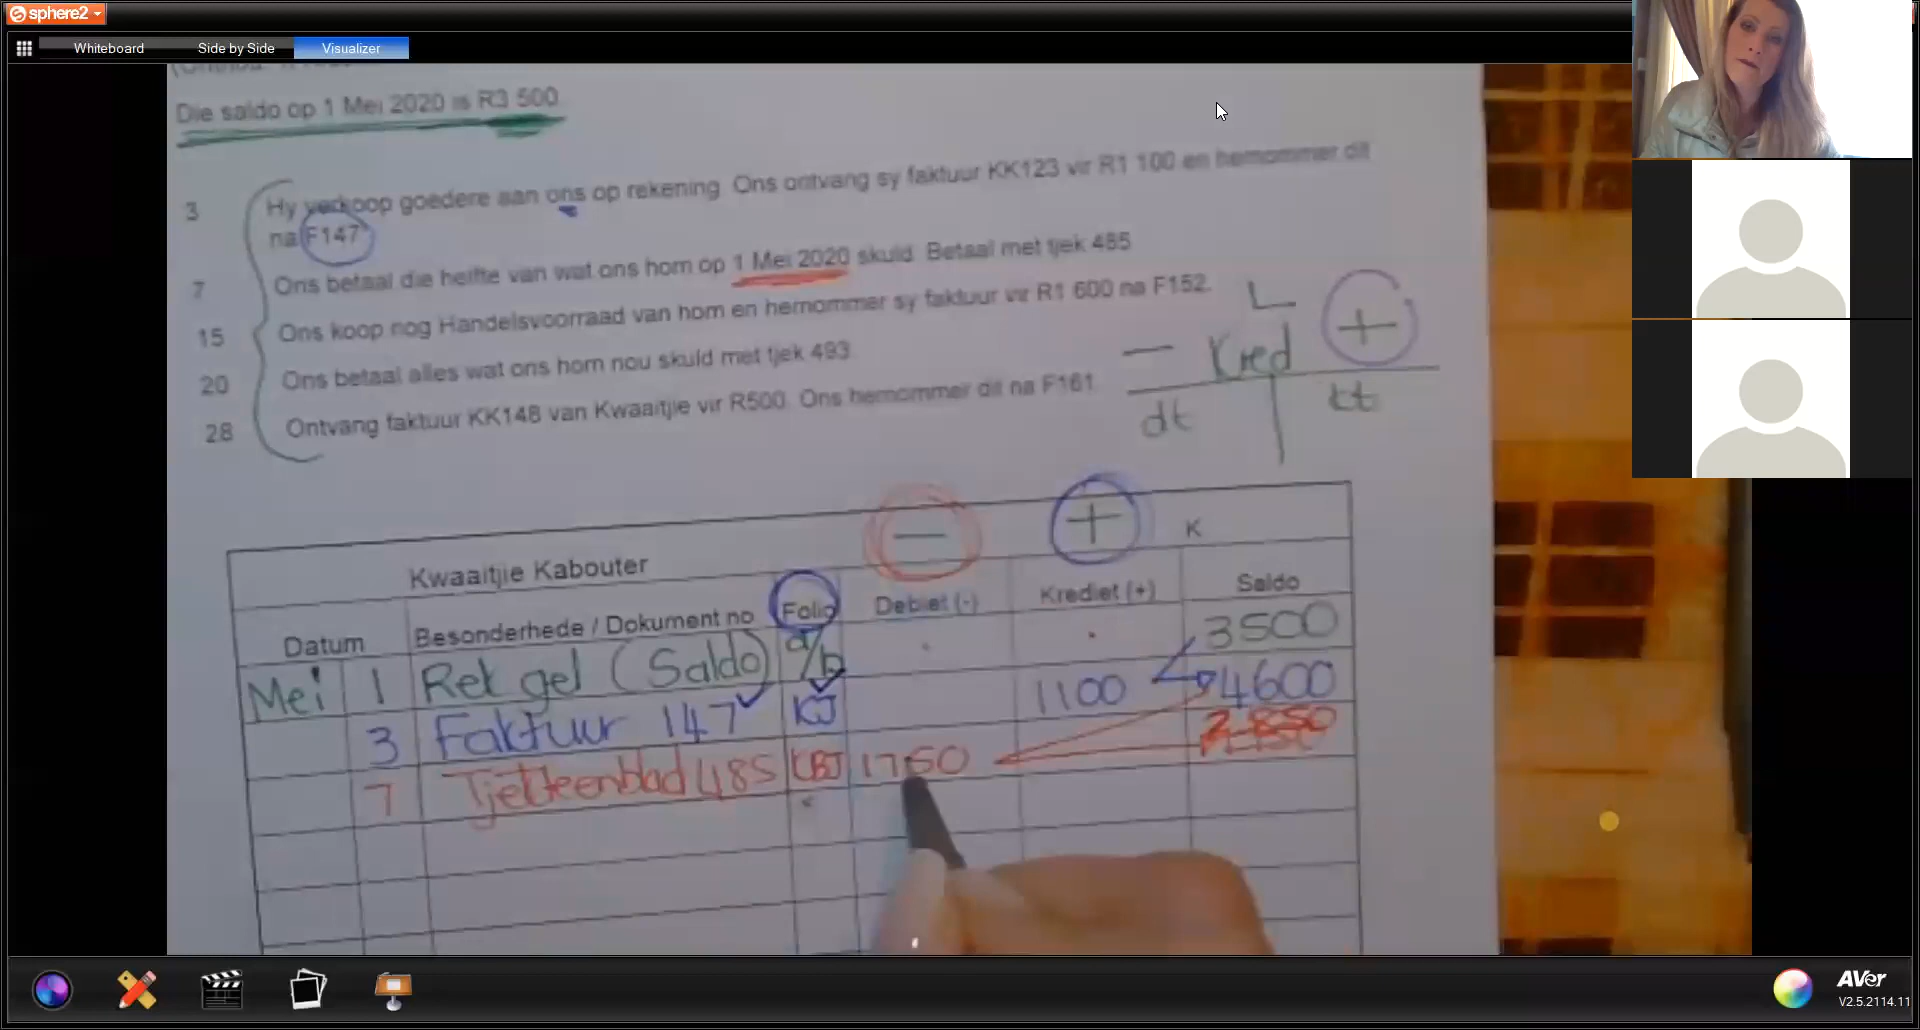 sphere2
Whiteboard Side by Side Visualizer
Die saldo op 1 Mei 2020 is R3 500
3 Hy verkoop goedere aan ons op rekening. Ons ontvang sy faktuur KK123 vir R1 100 en hernommer dit
na F147
7 Ons betaal die helfte van wat ons hom op 1 Mei 2020 skuld. Betaal met tjek 485
15 Ons koop nog Handelsvoorraad van hom en hernommer sy faktuur vir R1 600 na F152.
20 Ons betaal alles wat ons hom nou skuld met tjek 493.
28 Ontvang faktuur KK148 van Kwaaitjie vir R500. Ons hernommer dit na F161
L
− Kred +
dt kt
− +
Kwaaitjie Kabouter K
Datum Besonderhede / Dokument no Folio Debiet (-) Krediet (+) Saldo
Mei 1 Rek gel (Saldo) a/b 3500
3 Faktuur 147 KJ 1100 4600
7 Tjekteenblad 485 KBJ 1750 2850
AVer
V2.5.2114.11